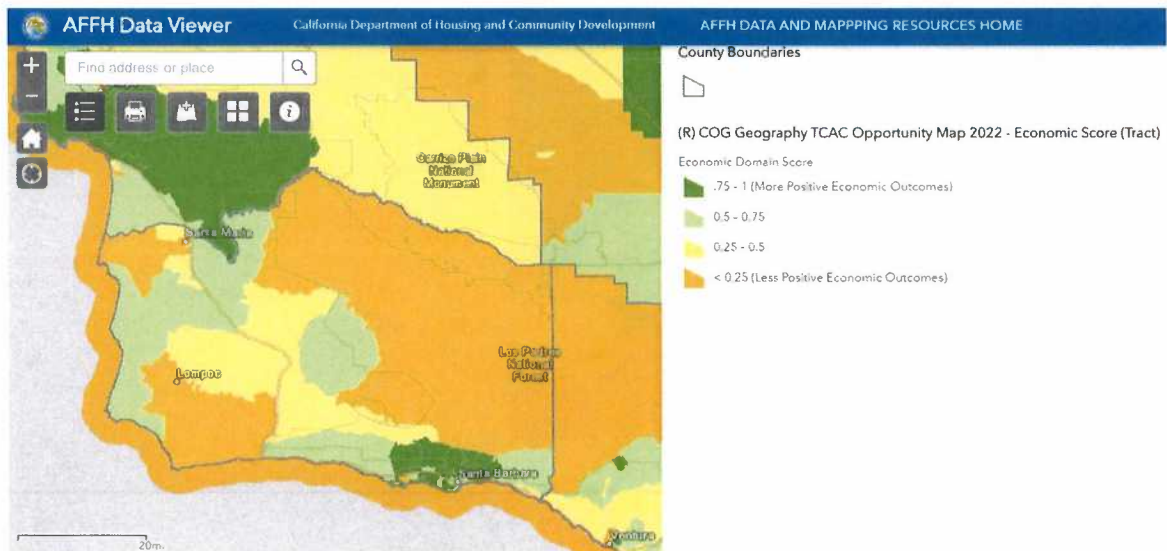 AFFH Data Viewer
California Department of Housing and Community Development
AFFH DATA AND MAPPPING RESOURCES HOME
+
Find address or place
−
County Boundaries
(R) COG Geography TCAC Opportunity Map 2022 - Economic Score (Tract)
Economic Domain Score
.75 - 1 (More Positive Economic Outcomes)
0.5 - 0.75
0.25 - 0.5
< 0.25 (Less Positive Economic Outcomes)
Carrizo Plain
National
Monument
Santa Maria
Los Padres
National
Forest
Lompoc
Santa Barbara
Ventura
20mi